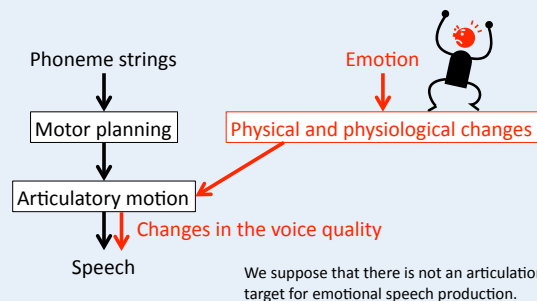 Phoneme strings
Emotion
Motor planning
Physical and physiological changes
Articulatory motion
Changes in the voice quality
Speech
We suppose that there is not an articulation
target for emotional speech production.